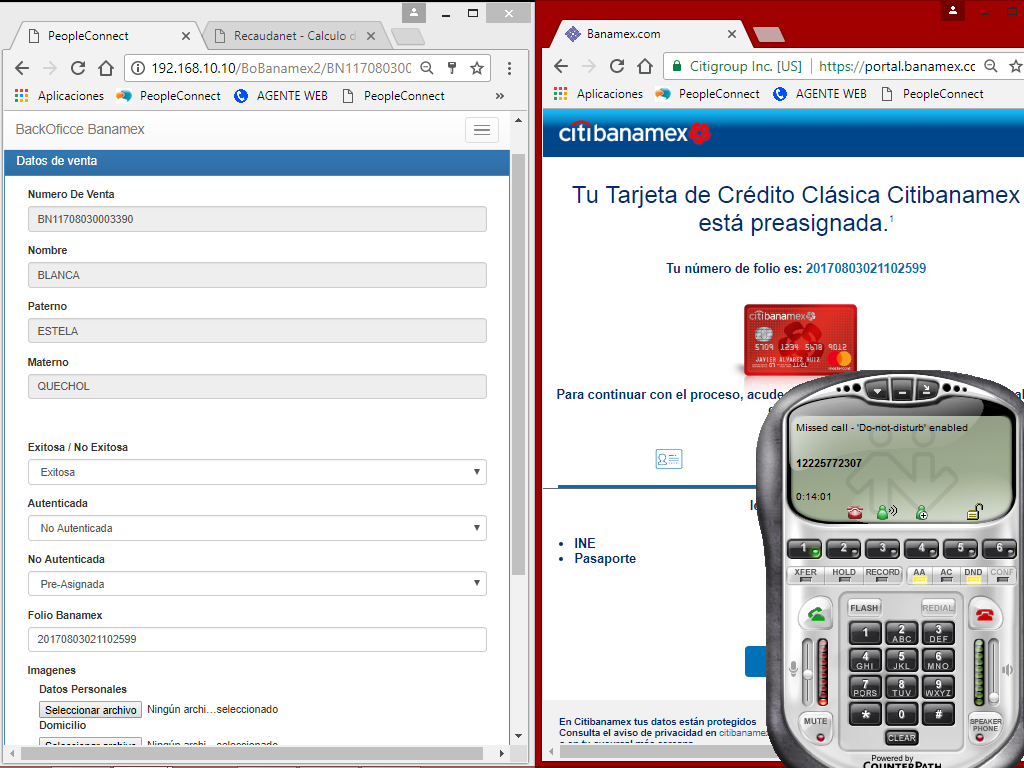 PeopleConnect
Recaudanet - Calculo d
192.168.10.10/BoBanamex2/BN117080300
Aplicaciones
PeopleConnect
AGENTE WEB
PeopleConnect
»
BackOficce Banamex
Datos de venta
Numero De Venta
BN11708030003390
Nombre
BLANCA
Paterno
ESTELA
Materno
QUECHOL
Exitosa / No Exitosa
Exitosa
Autenticada
No Autenticada
No Autenticada
Pre-Asignada
Folio Banamex
20170803021102599
Imagenes
Datos Personales
Seleccionar archivo Ningún archi...seleccionado
Domicilio
Seleccionar archivo Ningún archi...seleccionado
Banamex.com
Citigroup Inc. [US] https://portal.banamex.cc
Aplicaciones
PeopleConnect
AGENTE WEB
PeopleConnect
citibanamex
Tu Tarjeta de Crédito Clásica Citibanamex
está preasignada.1
Tu número de folio es: 20170803021102599
citibanamex
5709 1234 5678 9012
JAVIER ALVAREZ RUIZ
mastercard
Para continuar con el proceso, acude
INE
Pasaporte
En Citibanamex tus datos están protegidos
Consulta el aviso de privacidad en citibanamex
Missed call - 'Do-not-disturb' enabled
12225772307
0:14:01
1 2 3 4 5 6
XFER HOLD RECORD AA AC DND CONF
FLASH REDIAL
1 2 ABC 3 DEF
4 GHI 5 JKL 6 MNO
7 PQRS 8 TUV 9 WXYZ
* 0 #
MUTE
SPEAKER PHONE
CLEAR
Powered by
COUNTERPATH